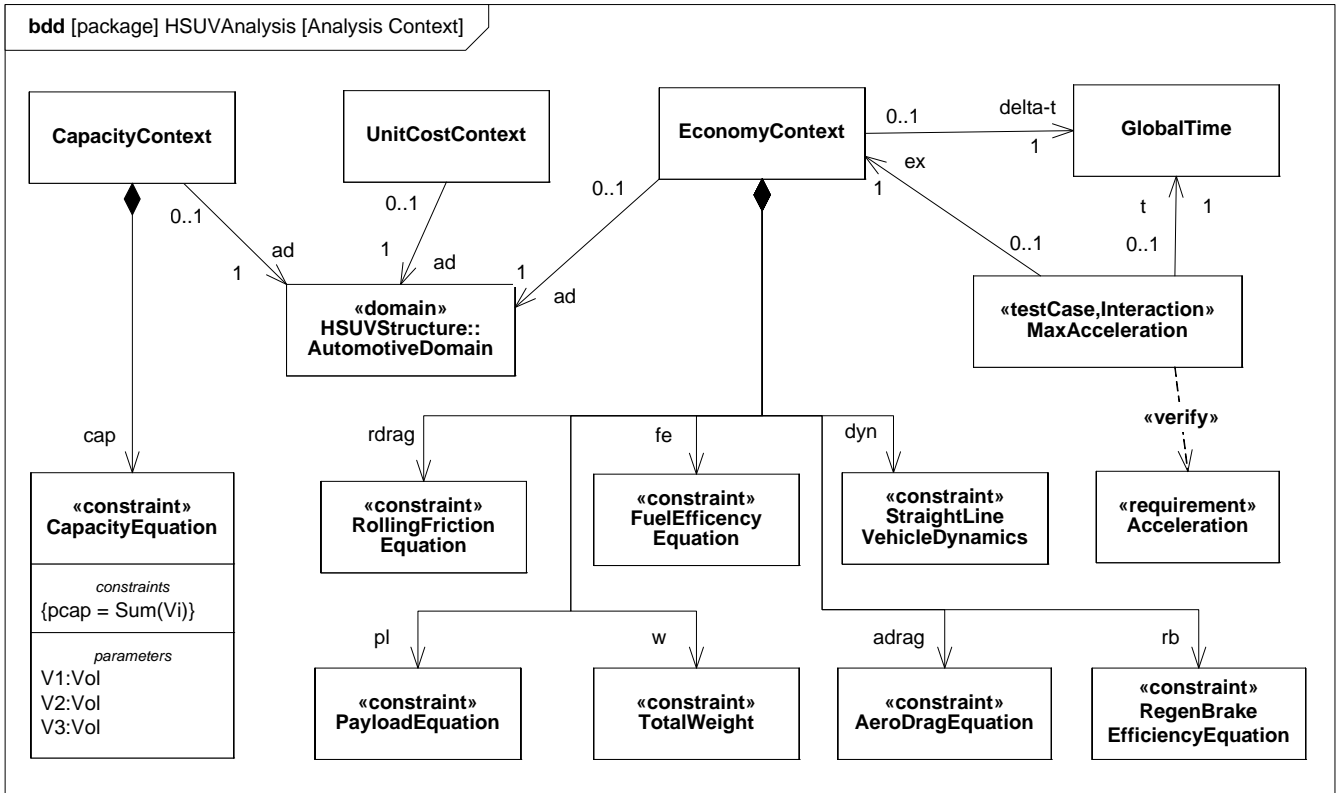 bdd [package] HSUVAnalysis [Analysis Context]
CapacityContext
UnitCostContext
EconomyContext
GlobalTime
0..1
delta-t
1
ex
1
0..1
ad
1
0..1
1
ad
0..1
1
ad
t
1
0..1
0..1
«domain»
HSUVStructure::
AutomotiveDomain
«testCase,Interaction»
MaxAcceleration
«verify»
cap
rdrag
fe
dyn
«constraint»
CapacityEquation
constraints
{pcap = Sum(Vi)}
parameters
V1:Vol
V2:Vol
V3:Vol
«constraint»
RollingFriction
Equation
«constraint»
FuelEfficency
Equation
«constraint»
StraightLine
VehicleDynamics
«requirement»
Acceleration
pl
w
adrag
rb
«constraint»
PayloadEquation
«constraint»
TotalWeight
«constraint»
AeroDragEquation
«constraint»
RegenBrake
EfficiencyEquation